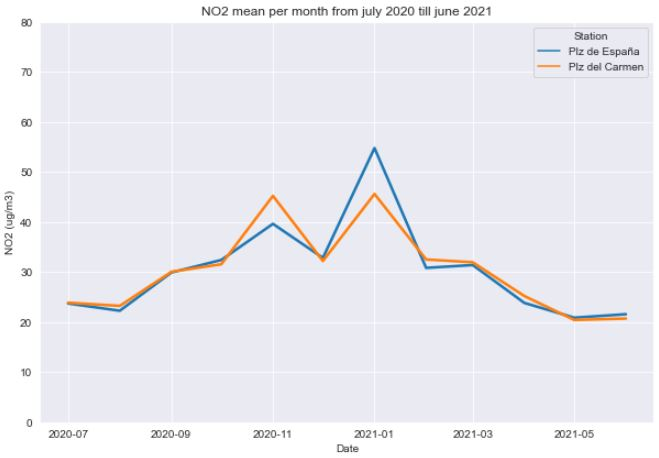 NO2 mean per month from july 2020 till june 2021
Station
Plz de España
Plz del Carmen
NO2 (ug/m3)
80
70
60
50
40
30
20
10
0
2020-07
2020-09
2020-11
2021-01
2021-03
2021-05
Date